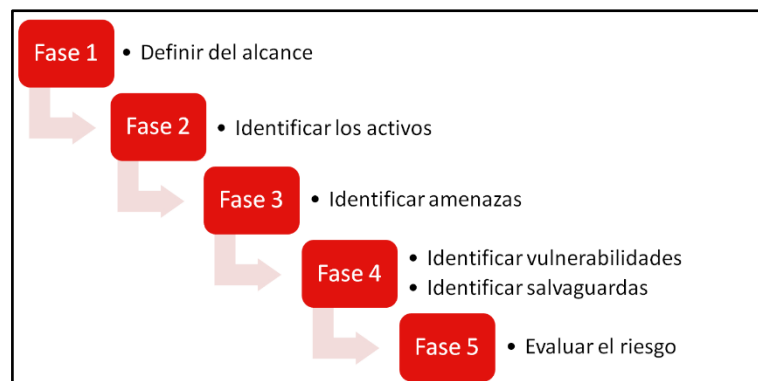 Fase 1
• Definir del alcance
Fase 2
• Identificar los activos
Fase 3
• Identificar amenazas
Fase 4
• Identificar vulnerabilidades
• Identificar salvaguardas
Fase 5
• Evaluar el riesgo